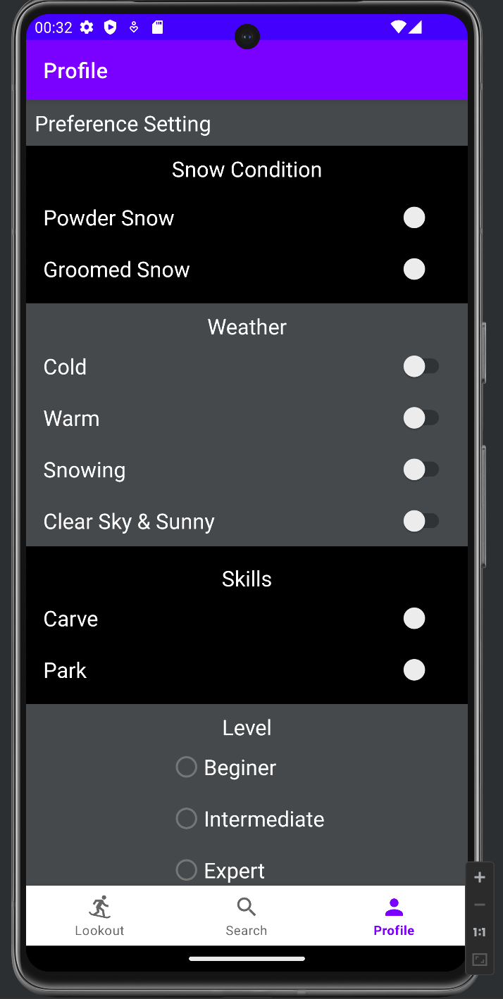 00:32
Profile
Preference Setting
Snow Condition
Powder Snow
Groomed Snow
Weather
Cold
Warm
Snowing
Clear Sky & Sunny
Skills
Carve
Park
Level
Beginer
Intermediate
Expert
Lookout
Search
Profile
1:1